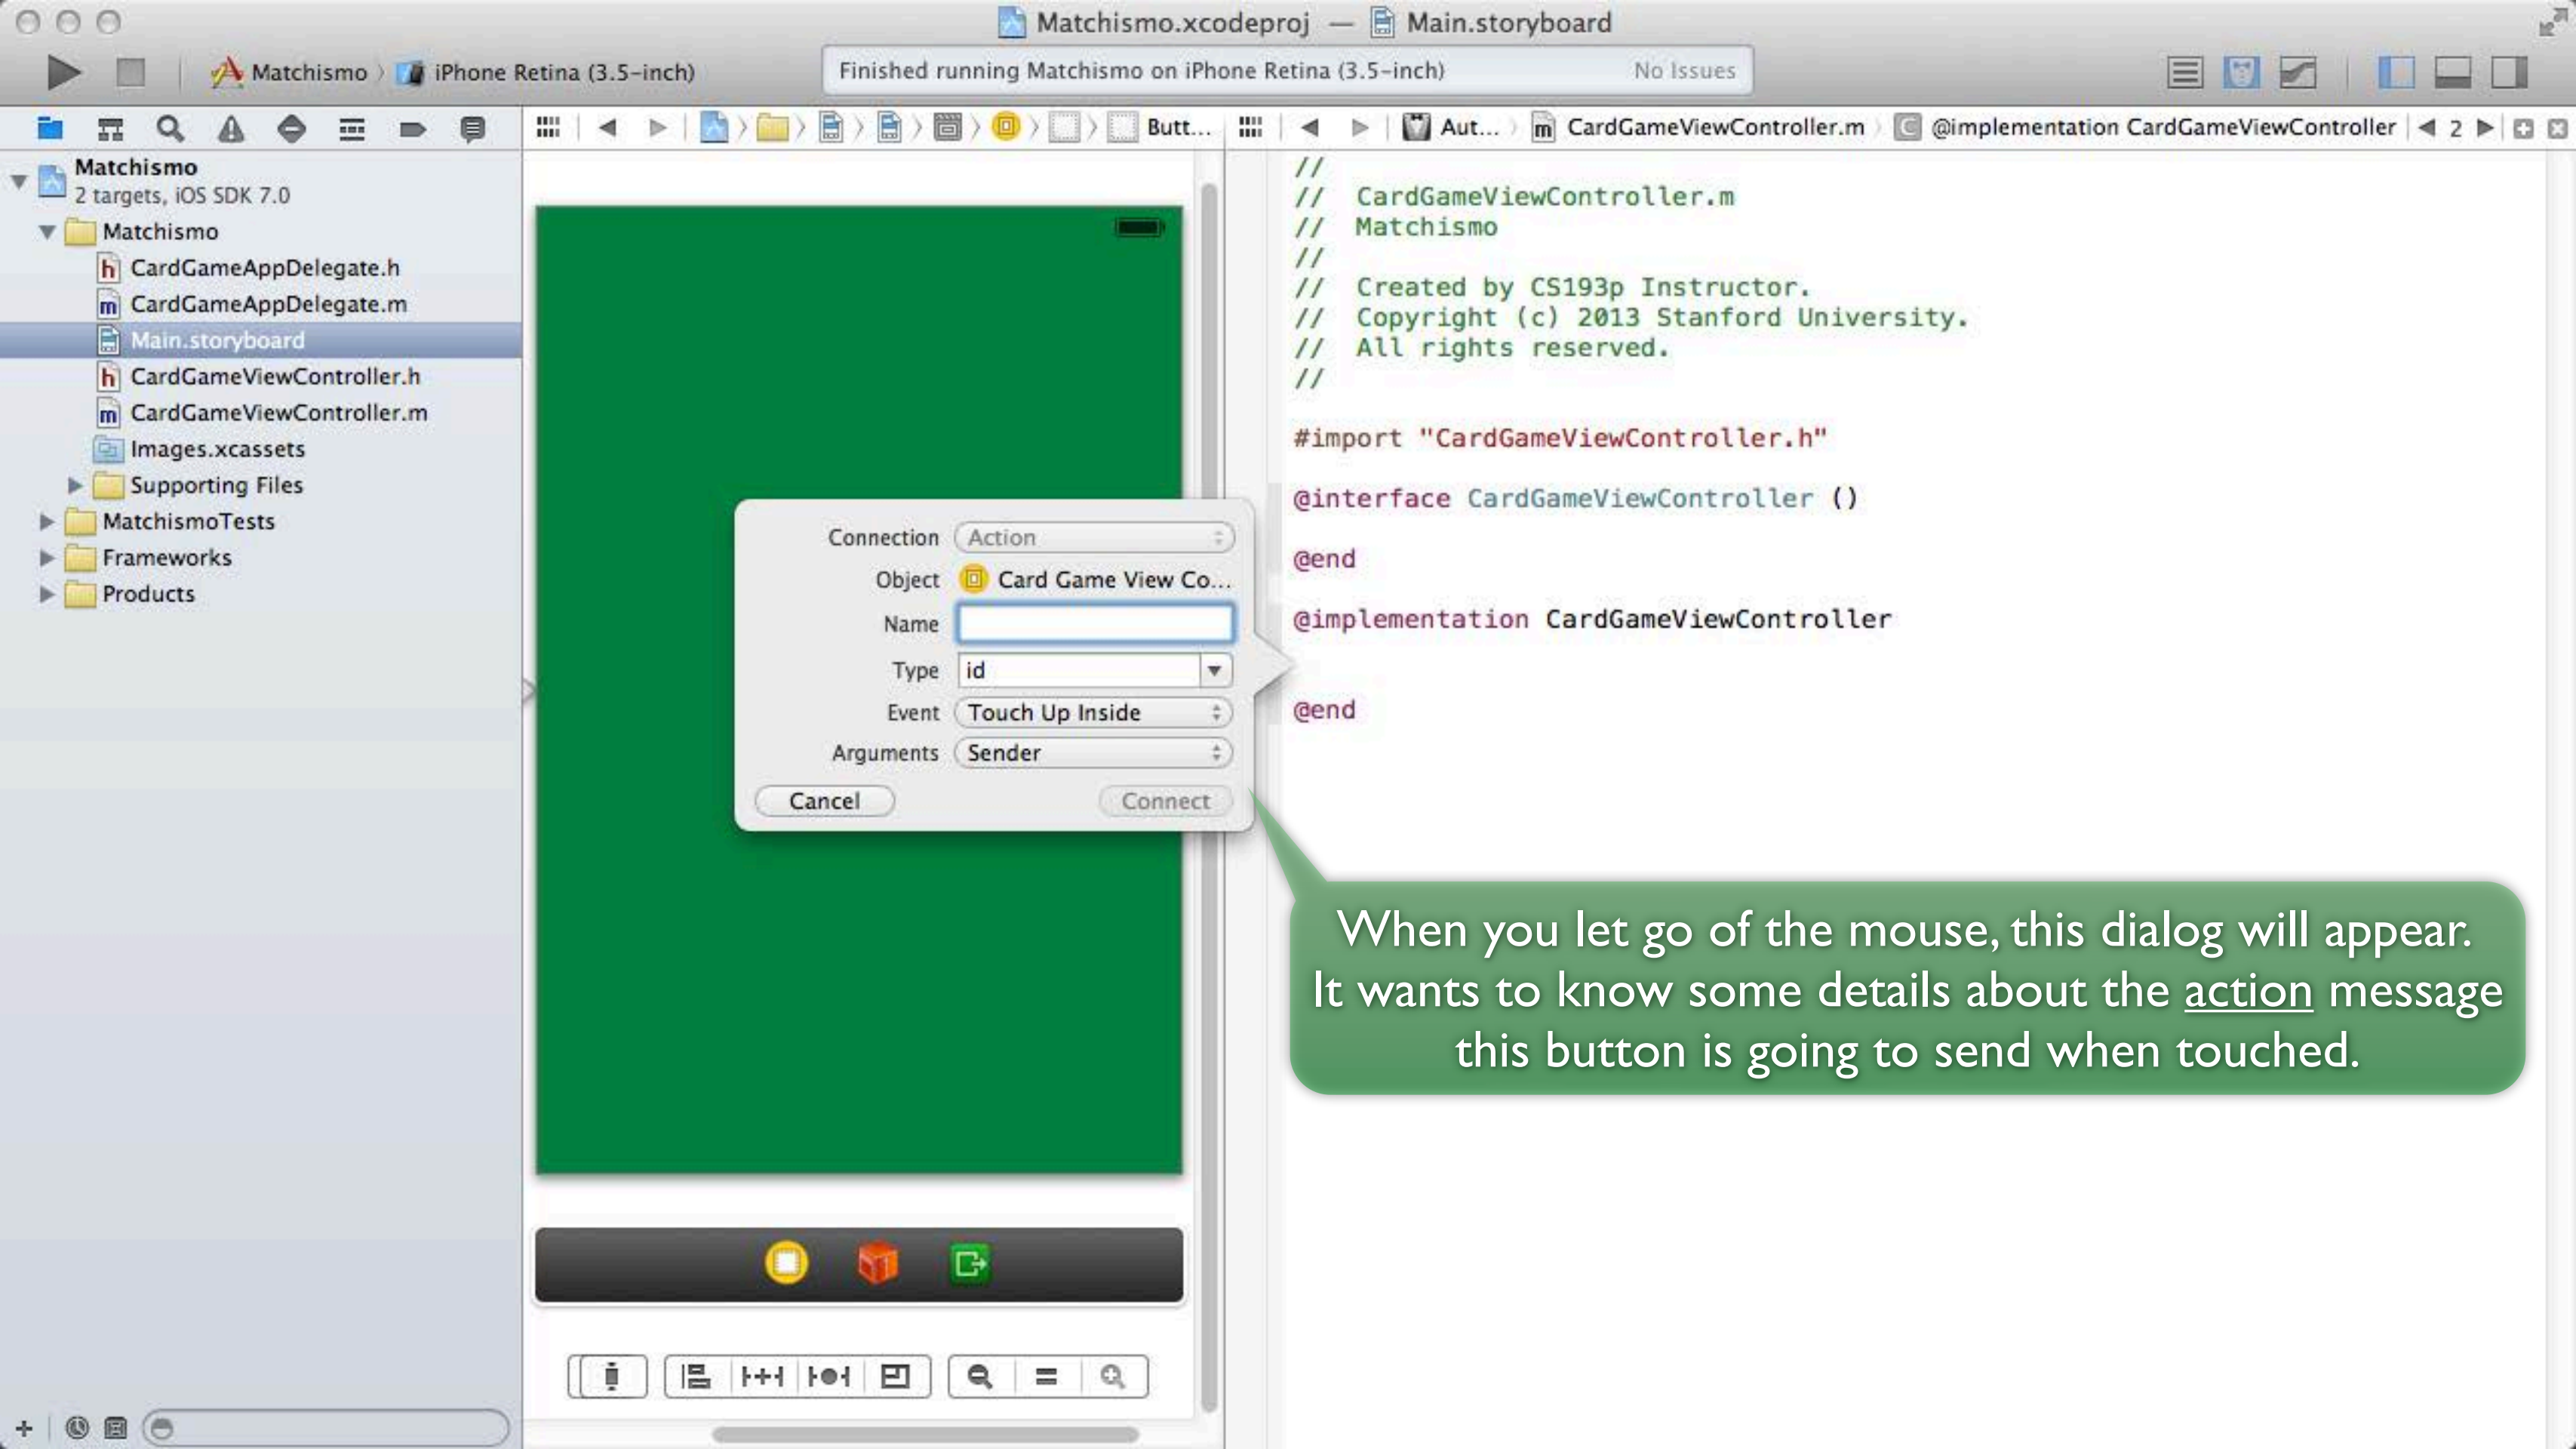 Matchismo.xcodeproj — Main.storyboard
Matchismo
iPhone Retina (3.5-inch)
Finished running Matchismo on iPhone Retina (3.5-inch)
No Issues
Butt...
Aut...
m CardGameViewController.m
C @implementation CardGameViewController
2
Matchismo
2 targets, iOS SDK 7.0
Matchismo
h CardGameAppDelegate.h
m CardGameAppDelegate.m
Main.storyboard
h CardGameViewController.h
m CardGameViewController.m
Images.xcassets
Supporting Files
MatchismoTests
Frameworks
Products
Connection Action
Object Card Game View Co...
Name
Type id
Event Touch Up Inside
Arguments Sender
Cancel Connect
//
// CardGameViewController.m
// Matchismo
//
// Created by CS193p Instructor.
// Copyright (c) 2013 Stanford University.
// All rights reserved.
//
#import "CardGameViewController.h"
@interface CardGameViewController ()
@end
@implementation CardGameViewController
@end
When you let go of the mouse, this dialog will appear.
It wants to know some details about the action message
this button is going to send when touched.